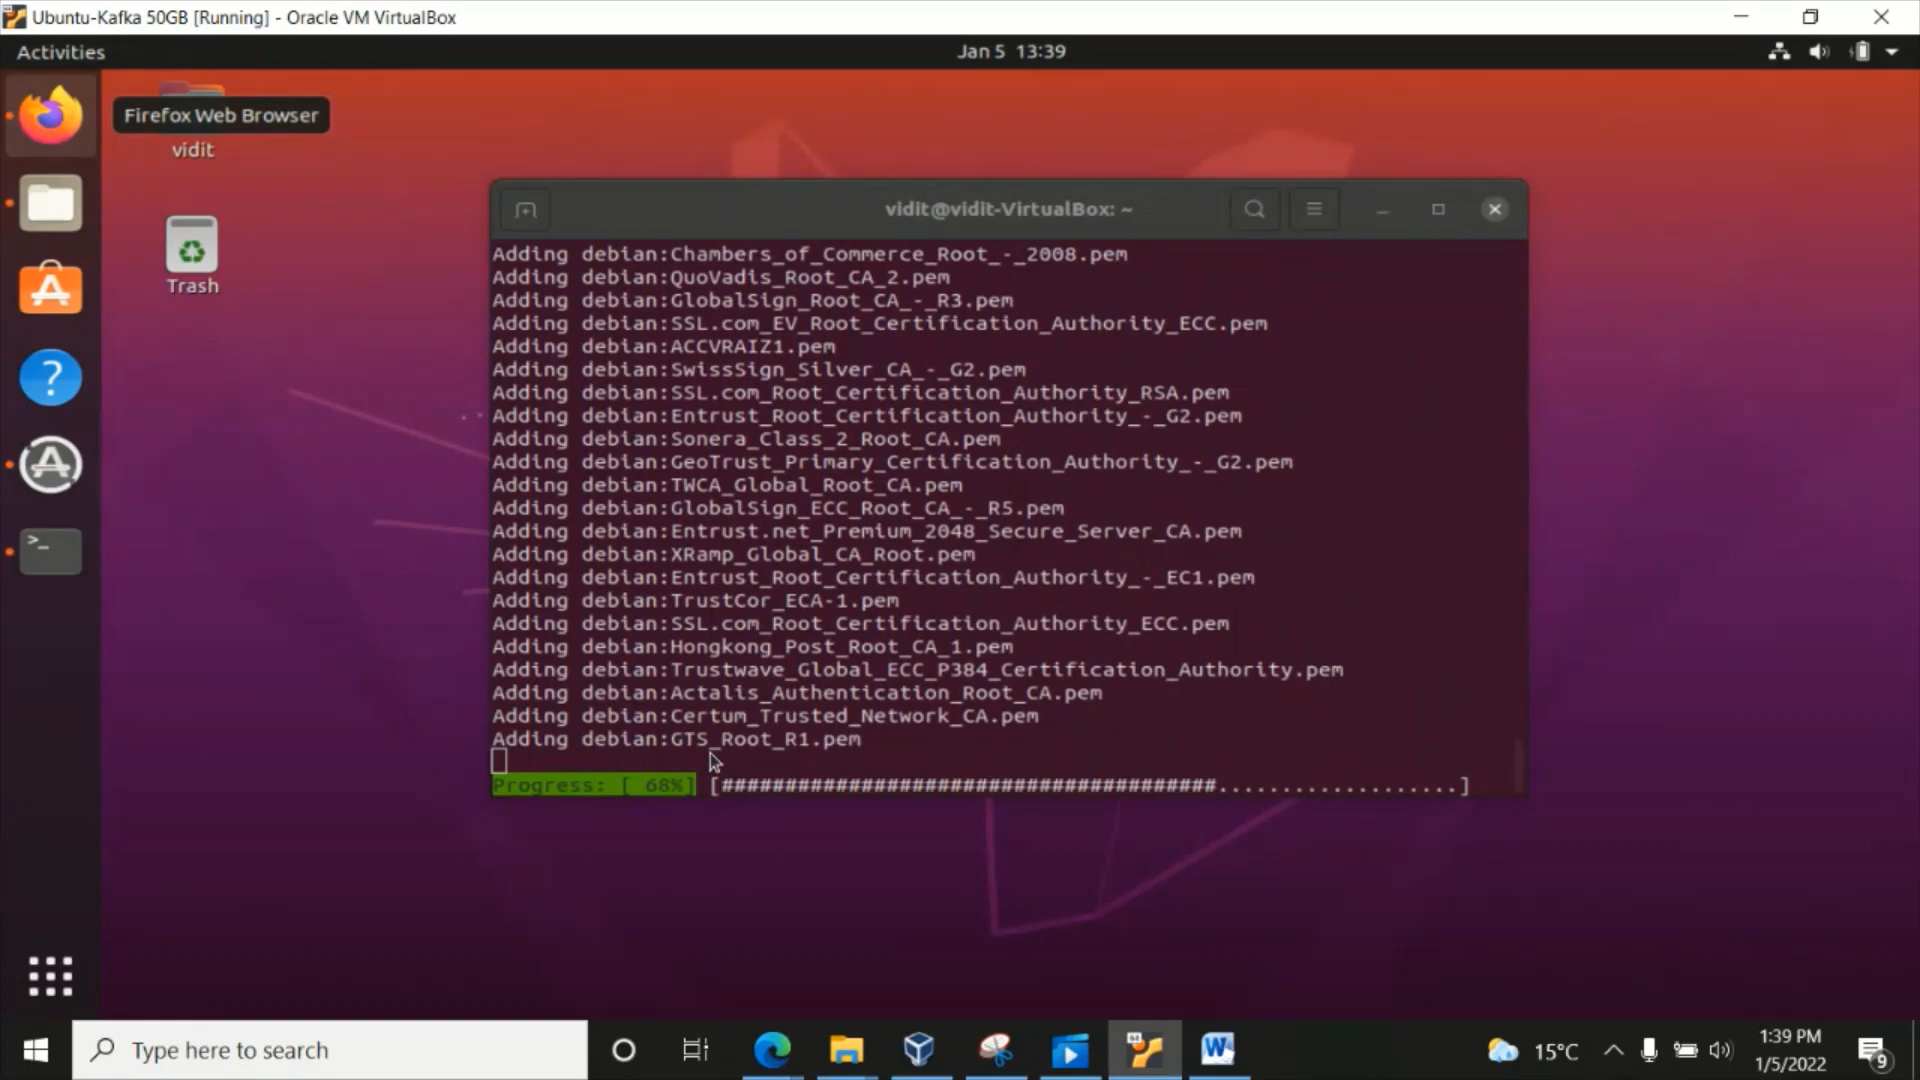 Ubuntu-Kafka 50GB [Running] - Oracle VM VirtualBox
Activities
Jan 5 13:39
Firefox Web Browser
vidit
Trash
vidit@vidit-VirtualBox: ~
Adding debian:Chambers_of_Commerce_Root_-_2008.pem
Adding debian:QuoVadis_Root_CA_2.pem
Adding debian:GlobalSign_Root_CA_-_R3.pem
Adding debian:SSL.com_EV_Root_Certification_Authority_ECC.pem
Adding debian:ACCVRAIZ1.pem
Adding debian:SwissSign_Silver_CA_-_G2.pem
Adding debian:SSL.com_Root_Certification_Authority_RSA.pem
Adding debian:Entrust_Root_Certification_Authority_-_G2.pem
Adding debian:Sonera_Class_2_Root_CA.pem
Adding debian:GeoTrust_Primary_Certification_Authority_-_G2.pem
Adding debian:TWCA_Global_Root_CA.pem
Adding debian:GlobalSign_ECC_Root_CA_-_R5.pem
Adding debian:Entrust.net_Premium_2048_Secure_Server_CA.pem
Adding debian:XRamp_Global_CA_Root.pem
Adding debian:Entrust_Root_Certification_Authority_-_EC1.pem
Adding debian:TrustCor_ECA-1.pem
Adding debian:SSL.com_Root_Certification_Authority_ECC.pem
Adding debian:Hongkong_Post_Root_CA_1.pem
Adding debian:Trustwave_Global_ECC_P384_Certification_Authority.pem
Adding debian:Actalis_Authentication_Root_CA.pem
Adding debian:Certum_Trusted_Network_CA.pem
Adding debian:GTS_Root_R1.pem
Progress: [ 68%] [#######################################...................]
Type here to search
15°C
1:39 PM
1/5/2022
9